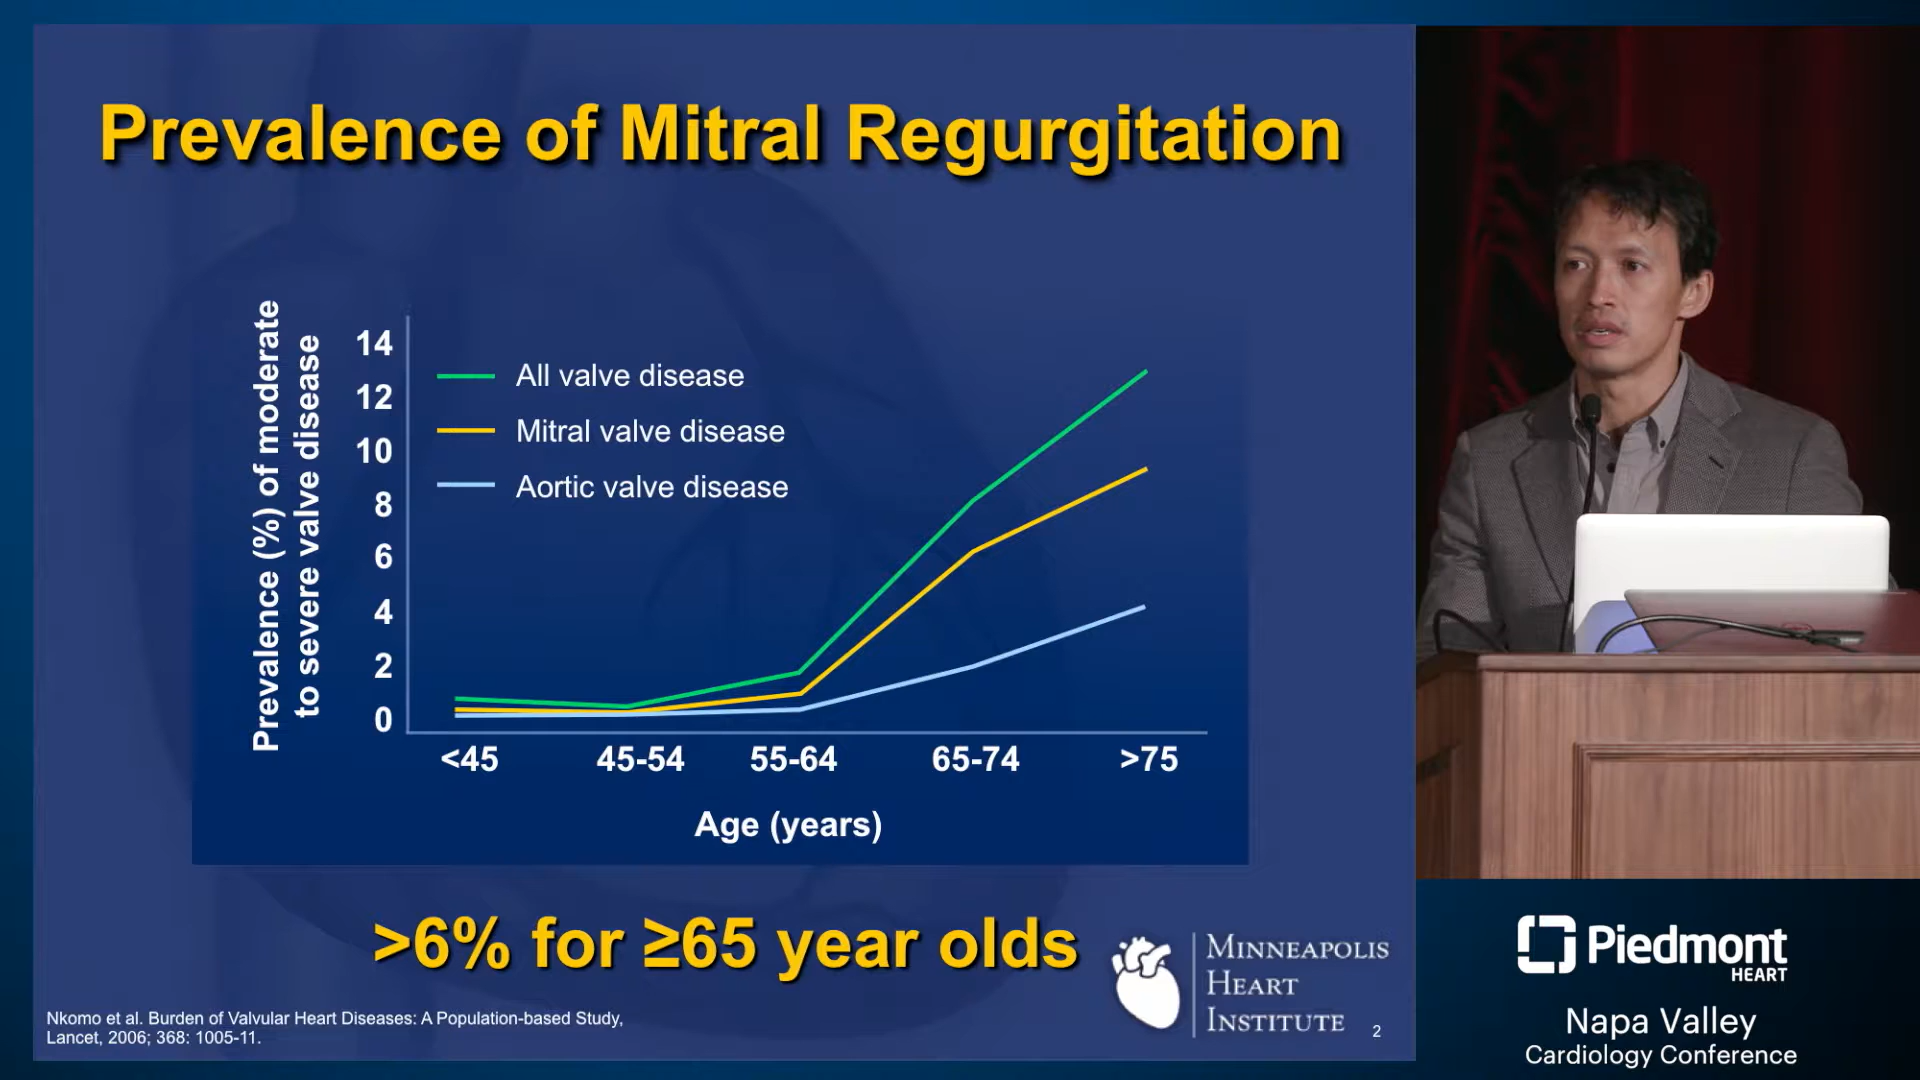 Prevalence of Mitral Regurgitation
Prevalence (%) of moderate
to severe valve disease
14
12
10
8
6
4
2
0
All valve disease
Mitral valve disease
Aortic valve disease
<45
45-54
55-64
65-74
>75
Age (years)
>6% for ≥65 year olds
MINNEAPOLIS
HEART
INSTITUTE
Nkomo et al. Burden of Valvular Heart Diseases: A Population-based Study,
Lancet, 2006; 368: 1005-11.
2
Piedmont
HEART
Napa Valley
Cardiology Conference